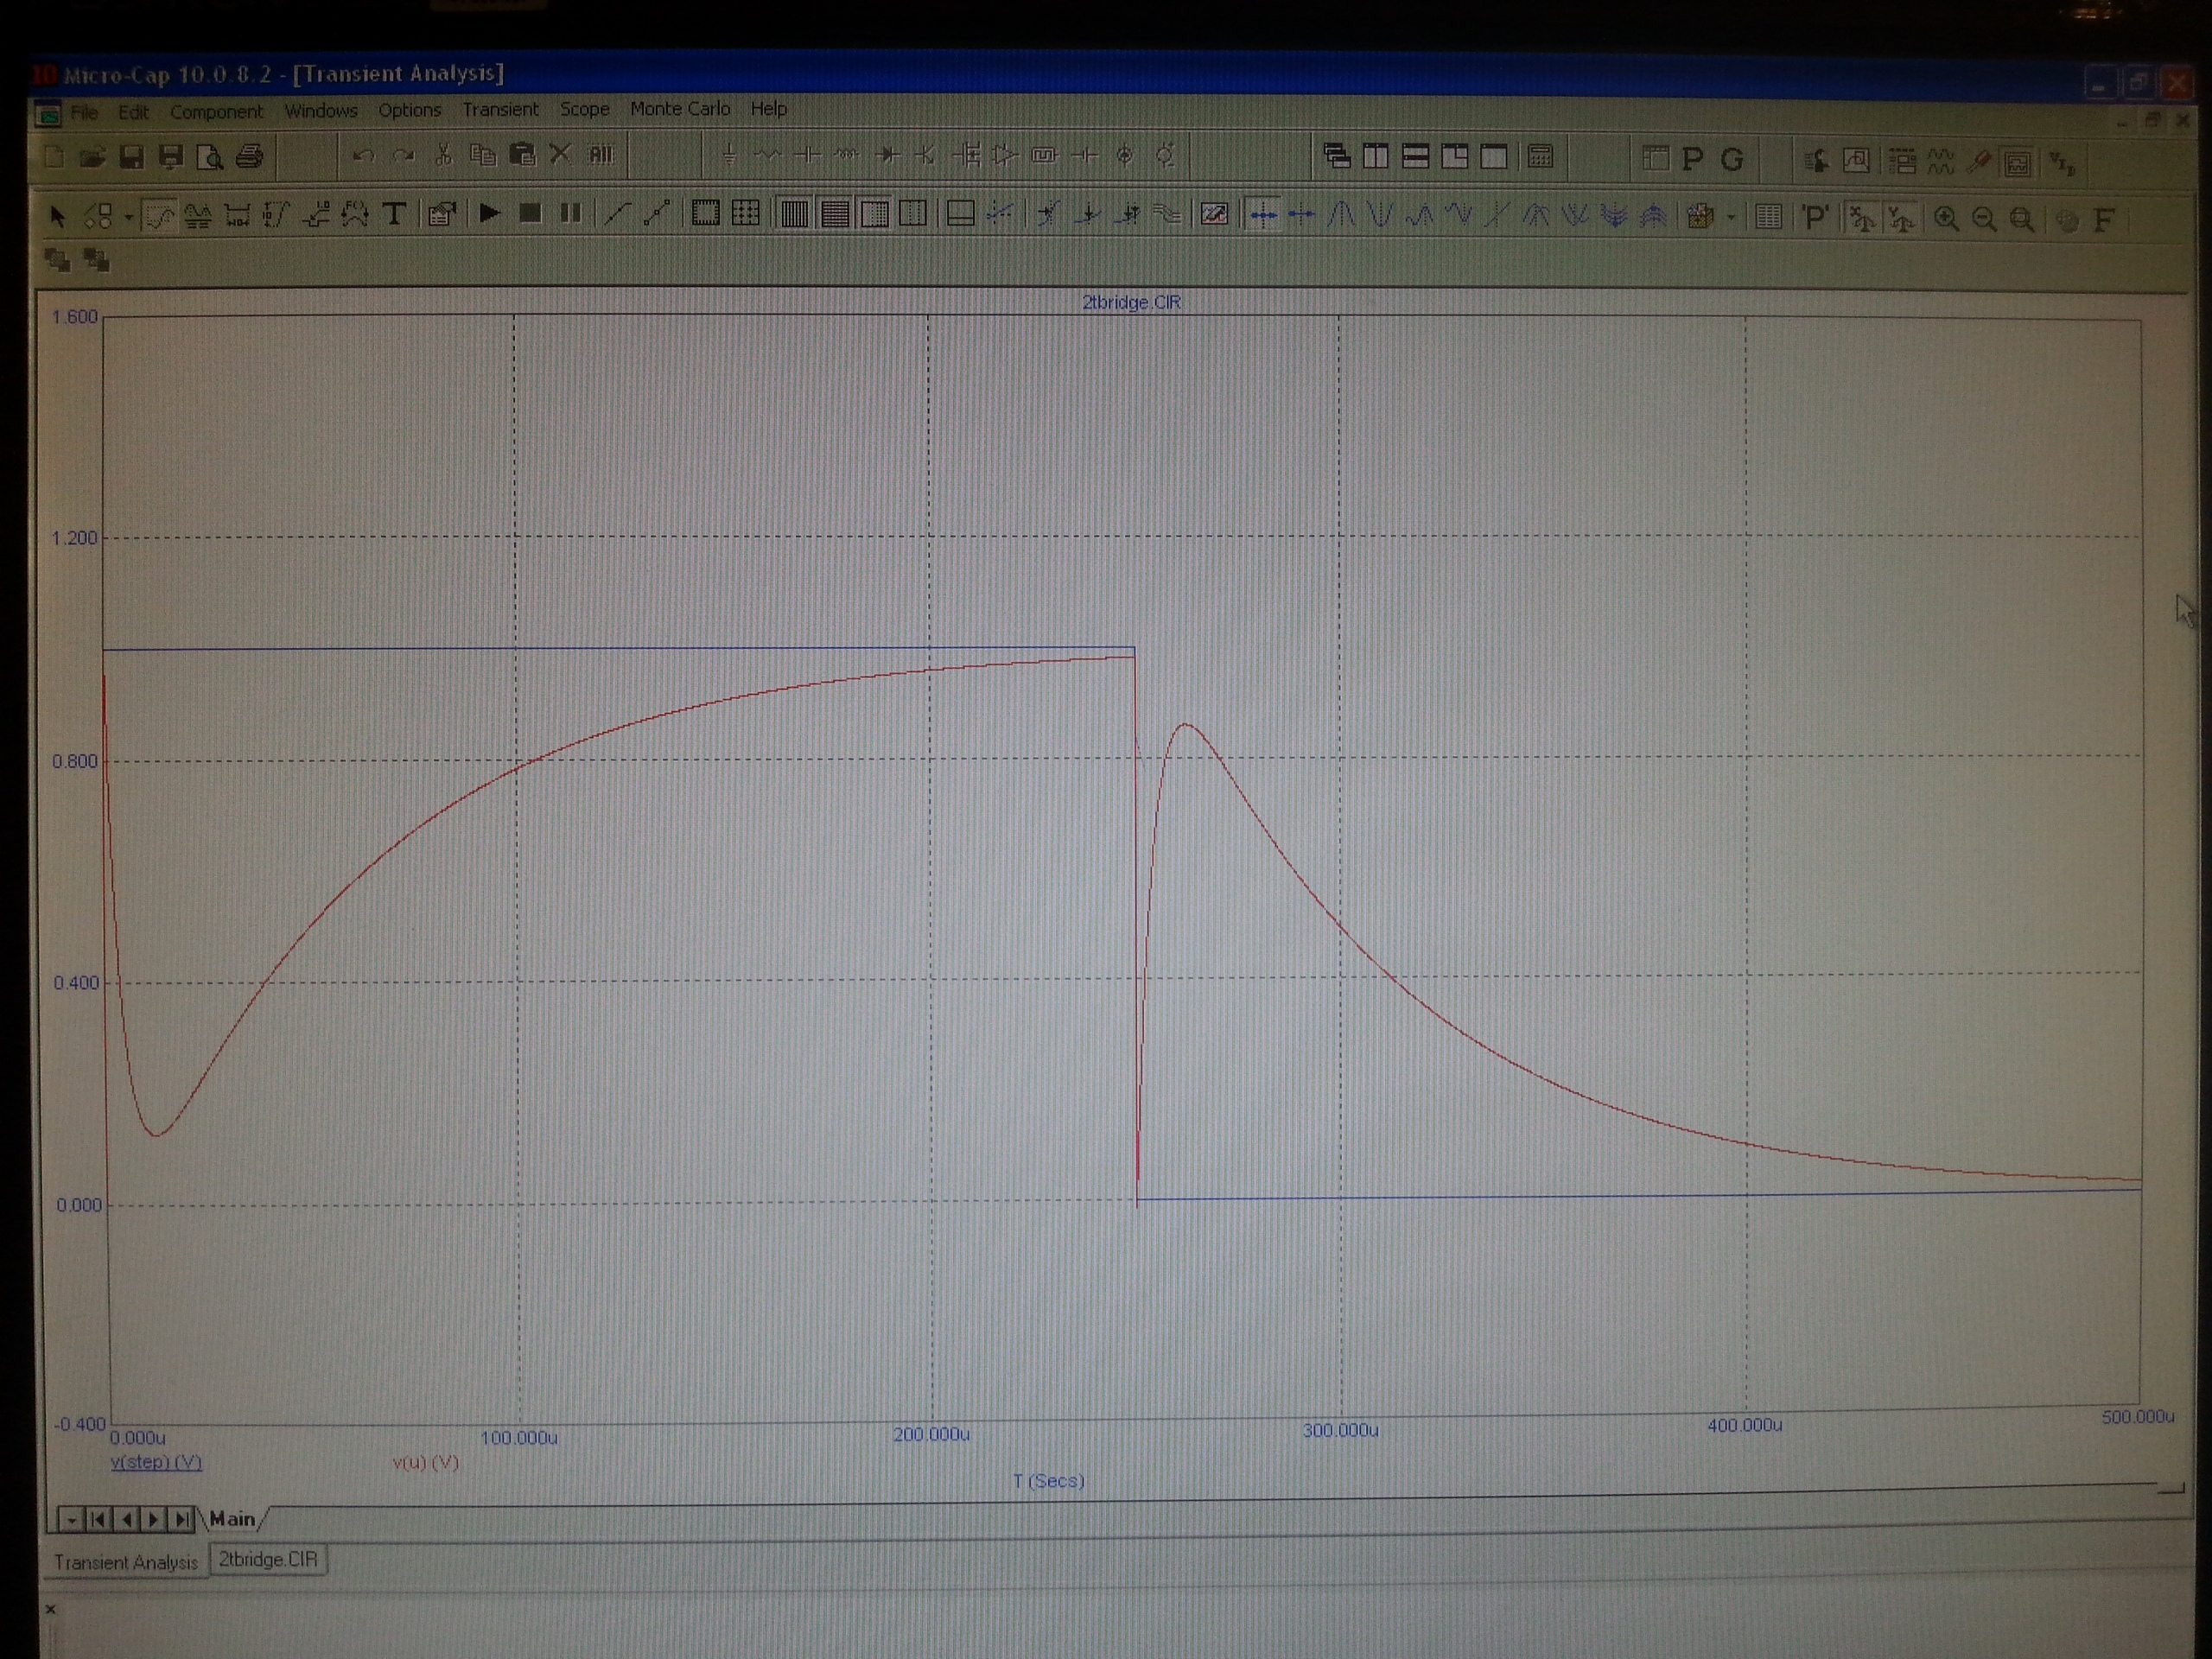 Micro-Cap 10.0.8.2 - [Transient Analysis]
File Edit Component Windows Options Transient Scope Monte Carlo Help
All P G
T 'P' F
2tbridge.CIR
1.600
1.200
0.800
0.400
0.000
-0.400
0.000u 100.000u 200.000u 300.000u 400.000u 500.000u
v(step) (V) v(u) (V)
T (Secs)
Main
Transient Analysis 2tbridge.CIR